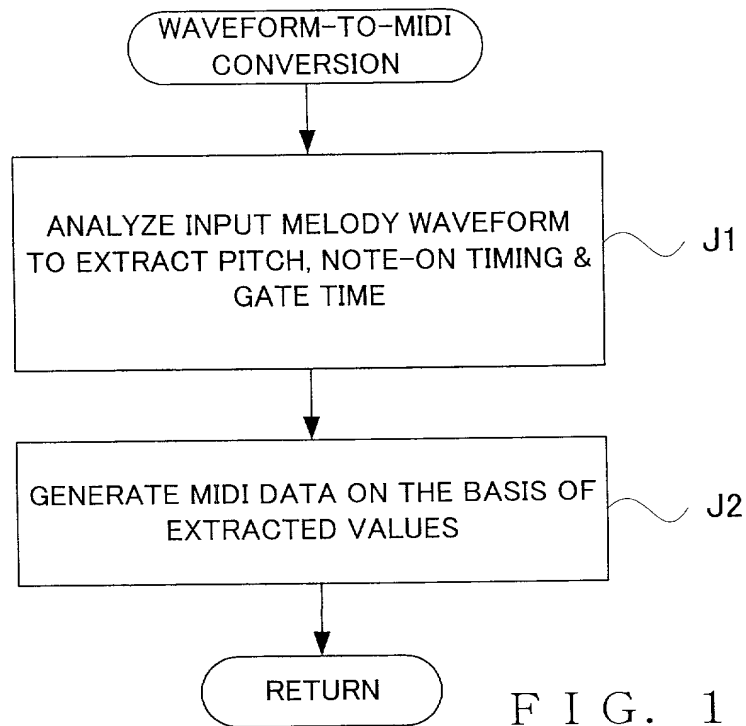 WAVEFORM-TO-MIDI
CONVERSION
ANALYZE INPUT MELODY WAVEFORM
TO EXTRACT PITCH, NOTE-ON TIMING &
GATE TIME
J1
GENERATE MIDI DATA ON THE BASIS OF
EXTRACTED VALUES
J2
RETURN
FIG. 1